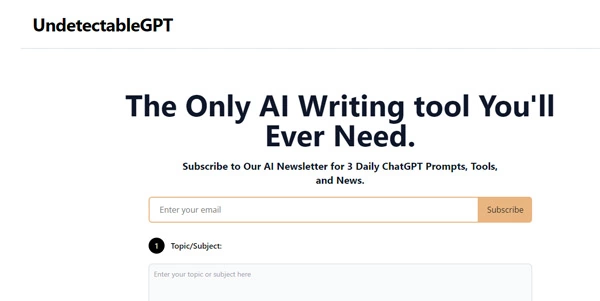 UndetectableGPT
The Only AI Writing tool You'll
Ever Need.
Subscribe to Our AI Newsletter for 3 Daily ChatGPT Prompts, Tools,
and News.
Enter your email
Subscribe
1 Topic/Subject:
Enter your topic or subject here